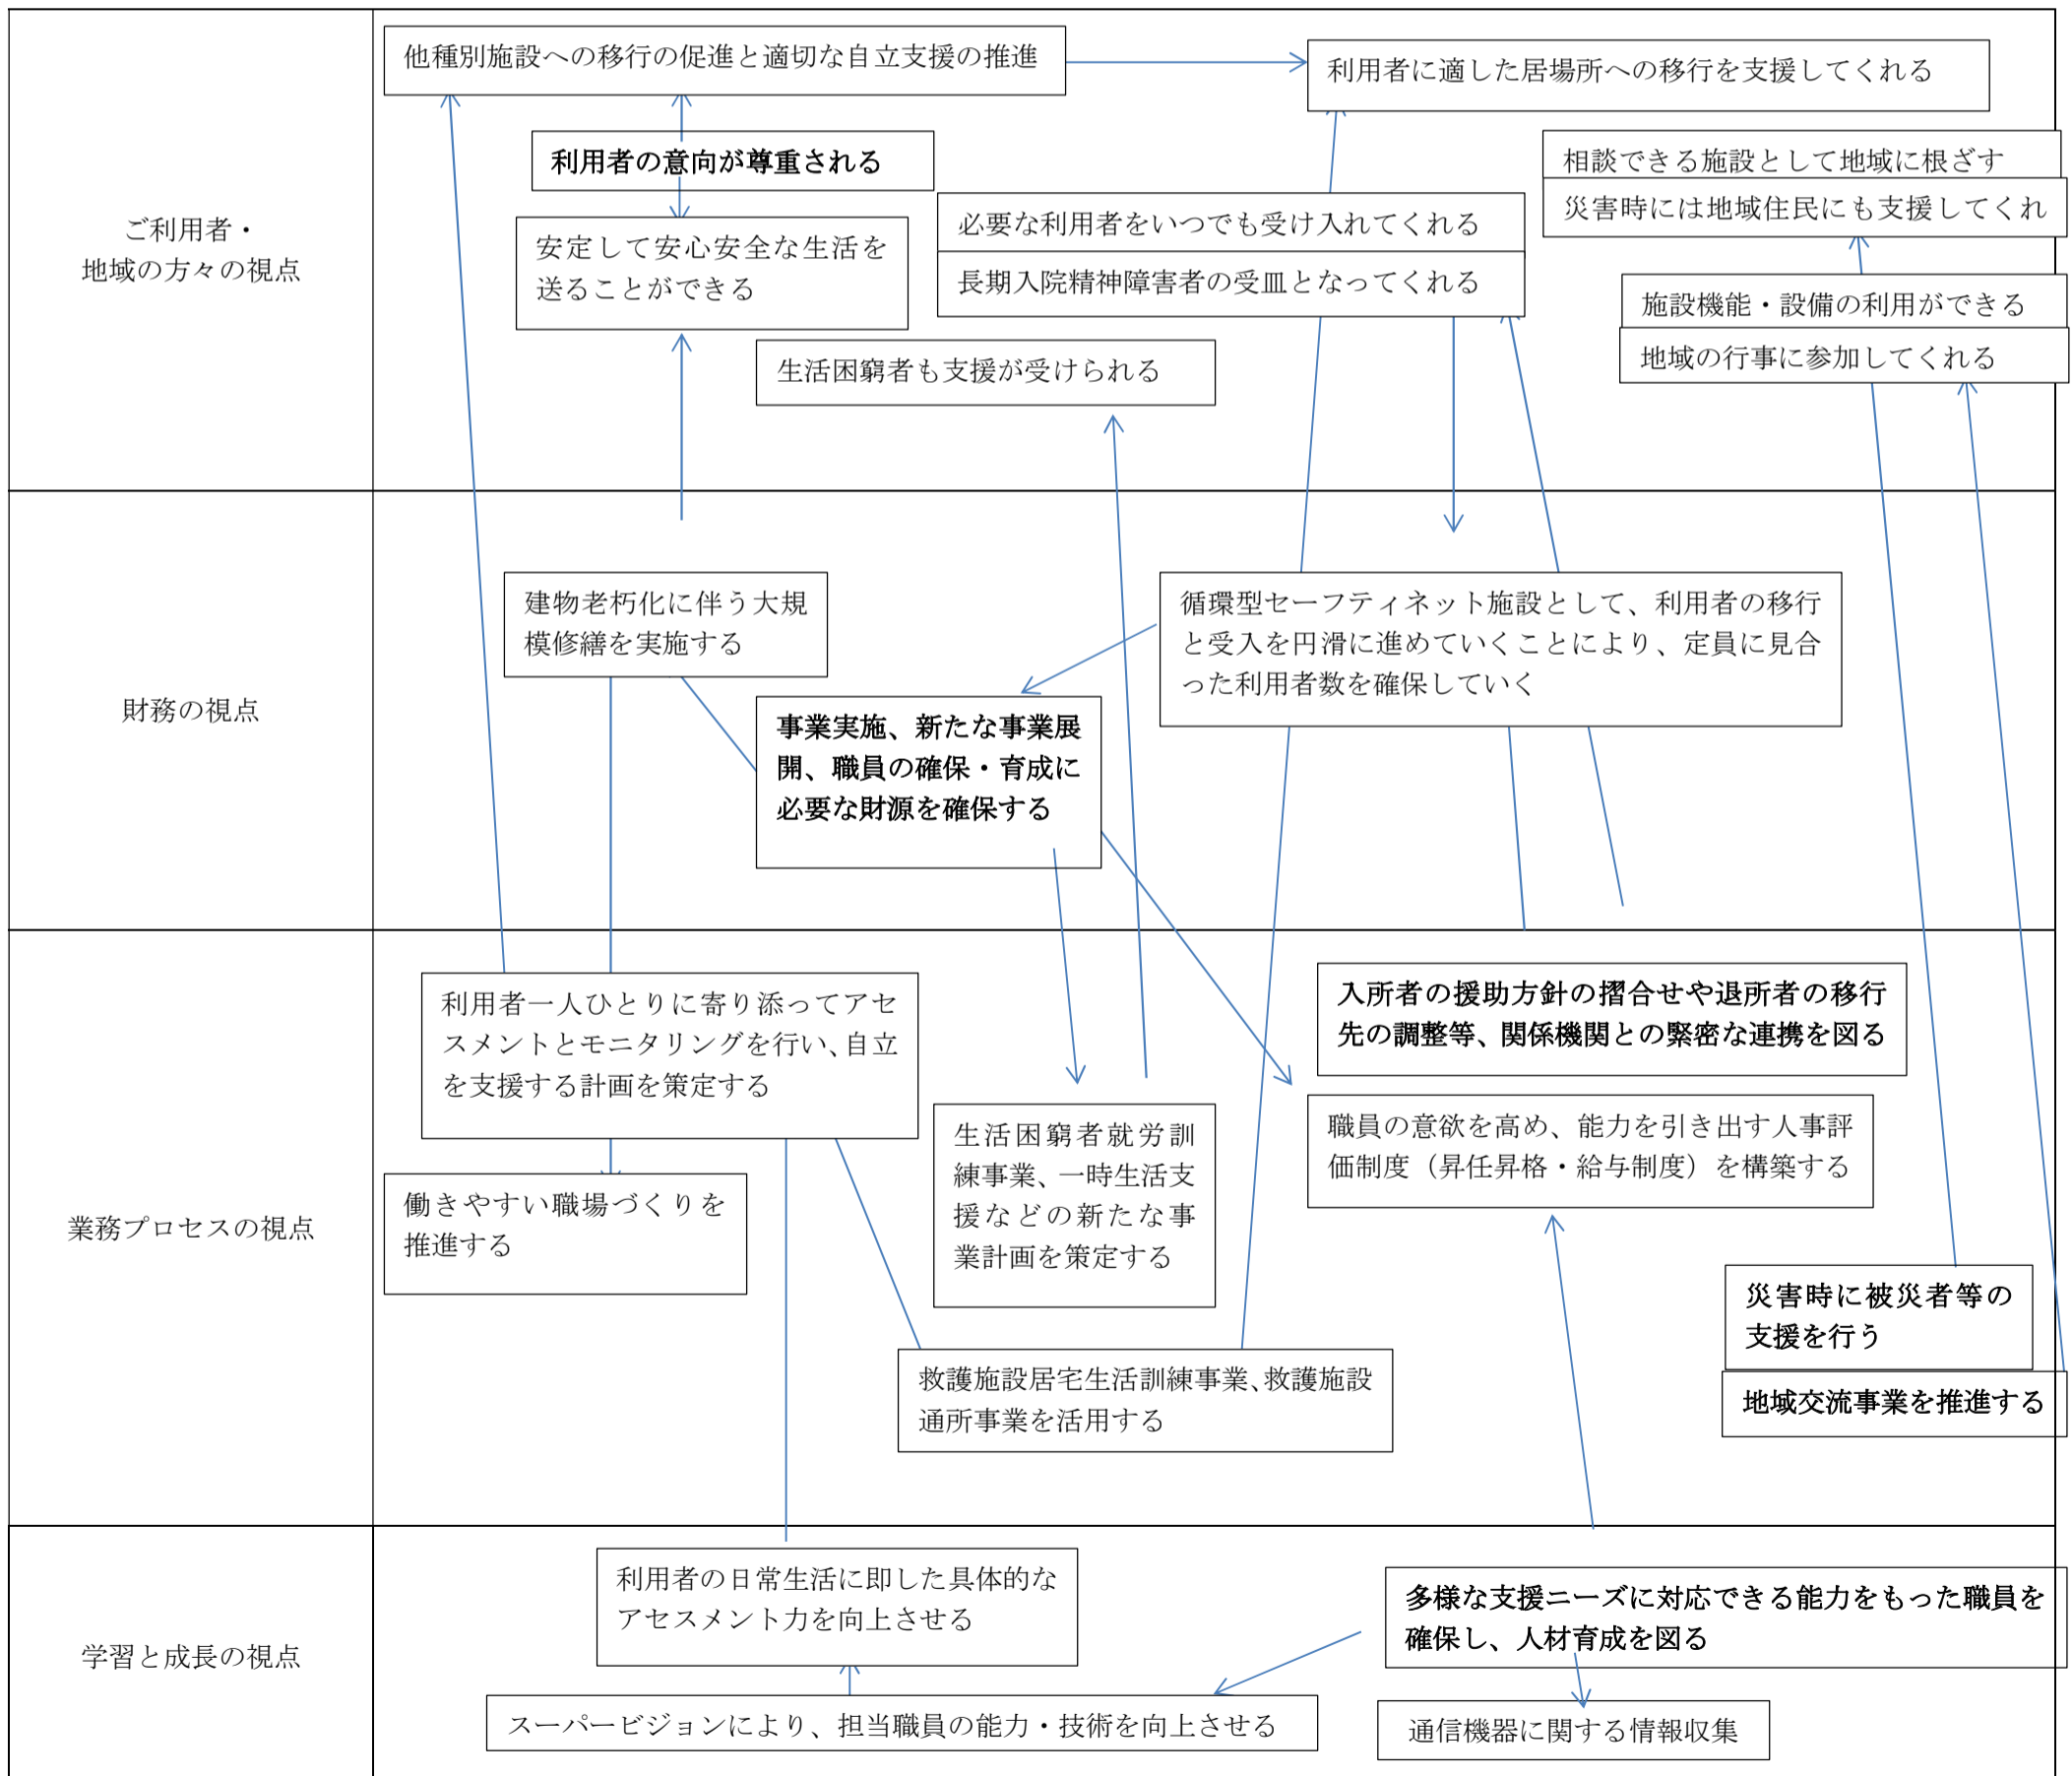 ご利用者・
地域の方々の視点
他種別施設への移行の促進と適切な自立支援の推進
利用者に適した居場所への移行を支援してくれる
利用者の意向が尊重される
相談できる施設として地域に根ざす
災害時には地域住民にも支援してくれ
必要な利用者をいつでも受け入れてくれる
長期入院精神障害者の受皿となってくれる
安定して安心安全な生活を
送ることができる
施設機能・設備の利用ができる
地域の行事に参加してくれる
生活困窮者も支援が受けられる
財務の視点
建物老朽化に伴う大規
模修繕を実施する
循環型セーフティネット施設として、利用者の移行
と受入を円滑に進めていくことにより、定員に見合
った利用者数を確保していく
事業実施、新たな事業展
開、職員の確保・育成に
必要な財源を確保する
業務プロセスの視点
利用者一人ひとりに寄り添ってアセ
スメントとモニタリングを行い、自立
を支援する計画を策定する
入所者の援助方針の摺合せや退所者の移行
先の調整等、関係機関との緊密な連携を図る
生活困窮者就労訓
練事業、一時生活支
援などの新たな事
業計画を策定する
職員の意欲を高め、能力を引き出す人事評
価制度（昇任昇格・給与制度）を構築する
働きやすい職場づくりを
推進する
災害時に被災者等の
支援を行う
地域交流事業を推進する
救護施設居宅生活訓練事業、救護施設
通所事業を活用する
学習と成長の視点
利用者の日常生活に即した具体的な
アセスメント力を向上させる
多様な支援ニーズに対応できる能力をもった職員を
確保し、人材育成を図る
スーパービジョンにより、担当職員の能力・技術を向上させる
通信機器に関する情報収集